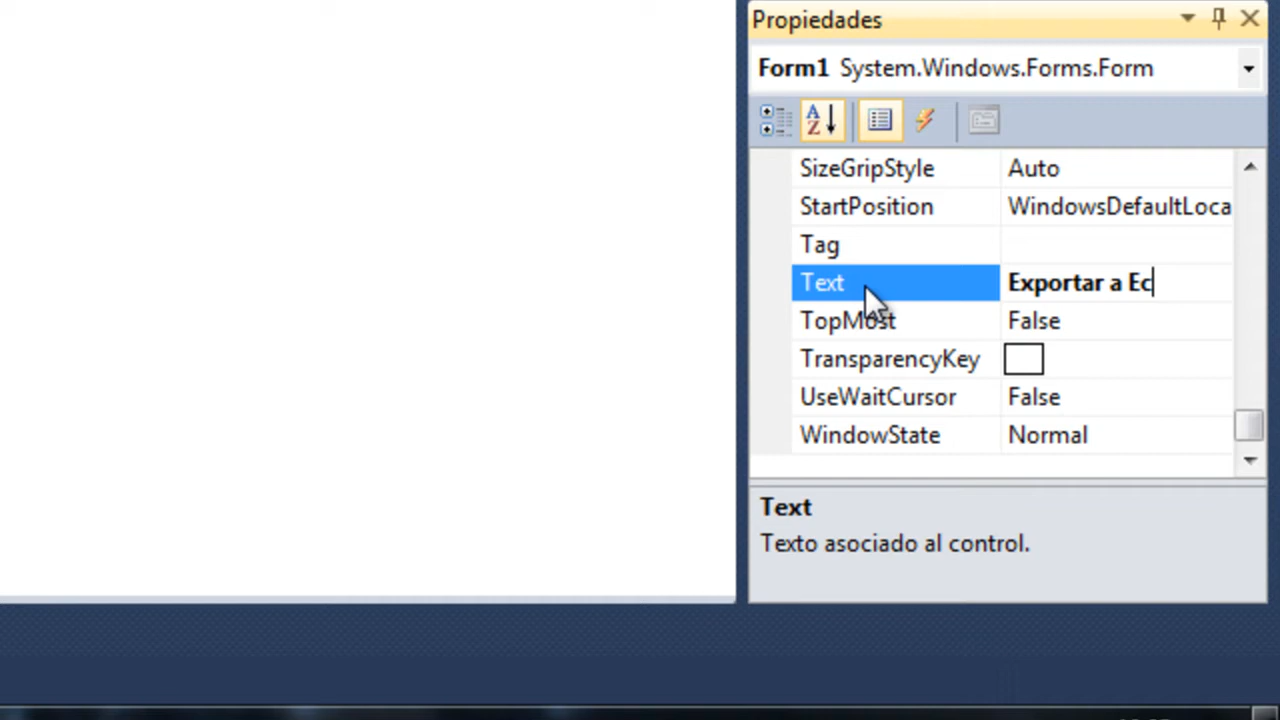 Propiedades
Form1 System.Windows.Forms.Form
SizeGripStyle Auto
StartPosition WindowsDefaultLoca
Tag
Text Exportar a Ec
TopMost False
TransparencyKey
UseWaitCursor False
WindowState Normal
Text
Texto asociado al control.